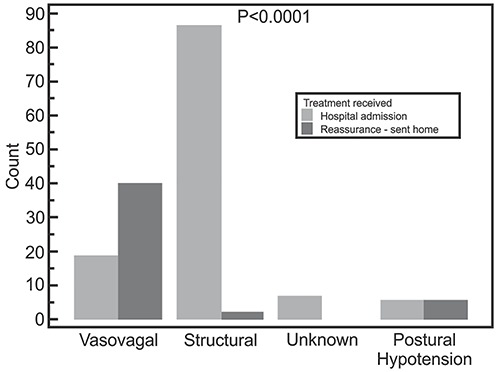 P<0.0001
90
80
70
60
50
40
30
20
10
0
Count
Treatment received
Hospital admission
Reassurance - sent home
Vasovagal
Structural
Unknown
Postural
Hypotension